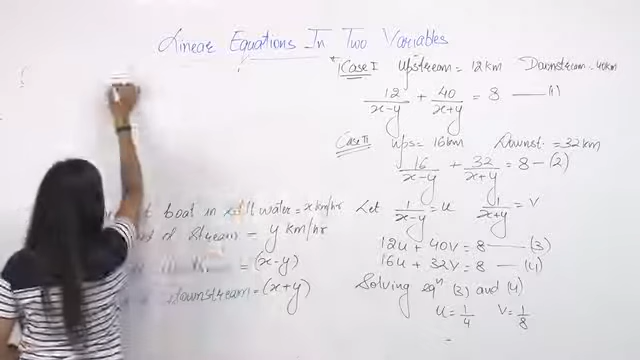 Linear Equations In Two Variables
Case I Upstream = 12 km Downstream = 40km
12/(x-y) + 40/(x+y) = 8 —— (1)
Case II Ups = 16km Downst. = 32km
16/(x-y) + 32/(x+y) = 8 — (2)
boat in still water = x km/hr
of stream = y km/hr
= (x-y)
downstream = (x+y)
Let 1/(x-y) = u 1/(x+y) = v
12u + 40v = 8 —— (3)
16u + 32v = 8 —— (4)
Solving eqⁿ (3) and (4)
u = 1/4 v = 1/8
=